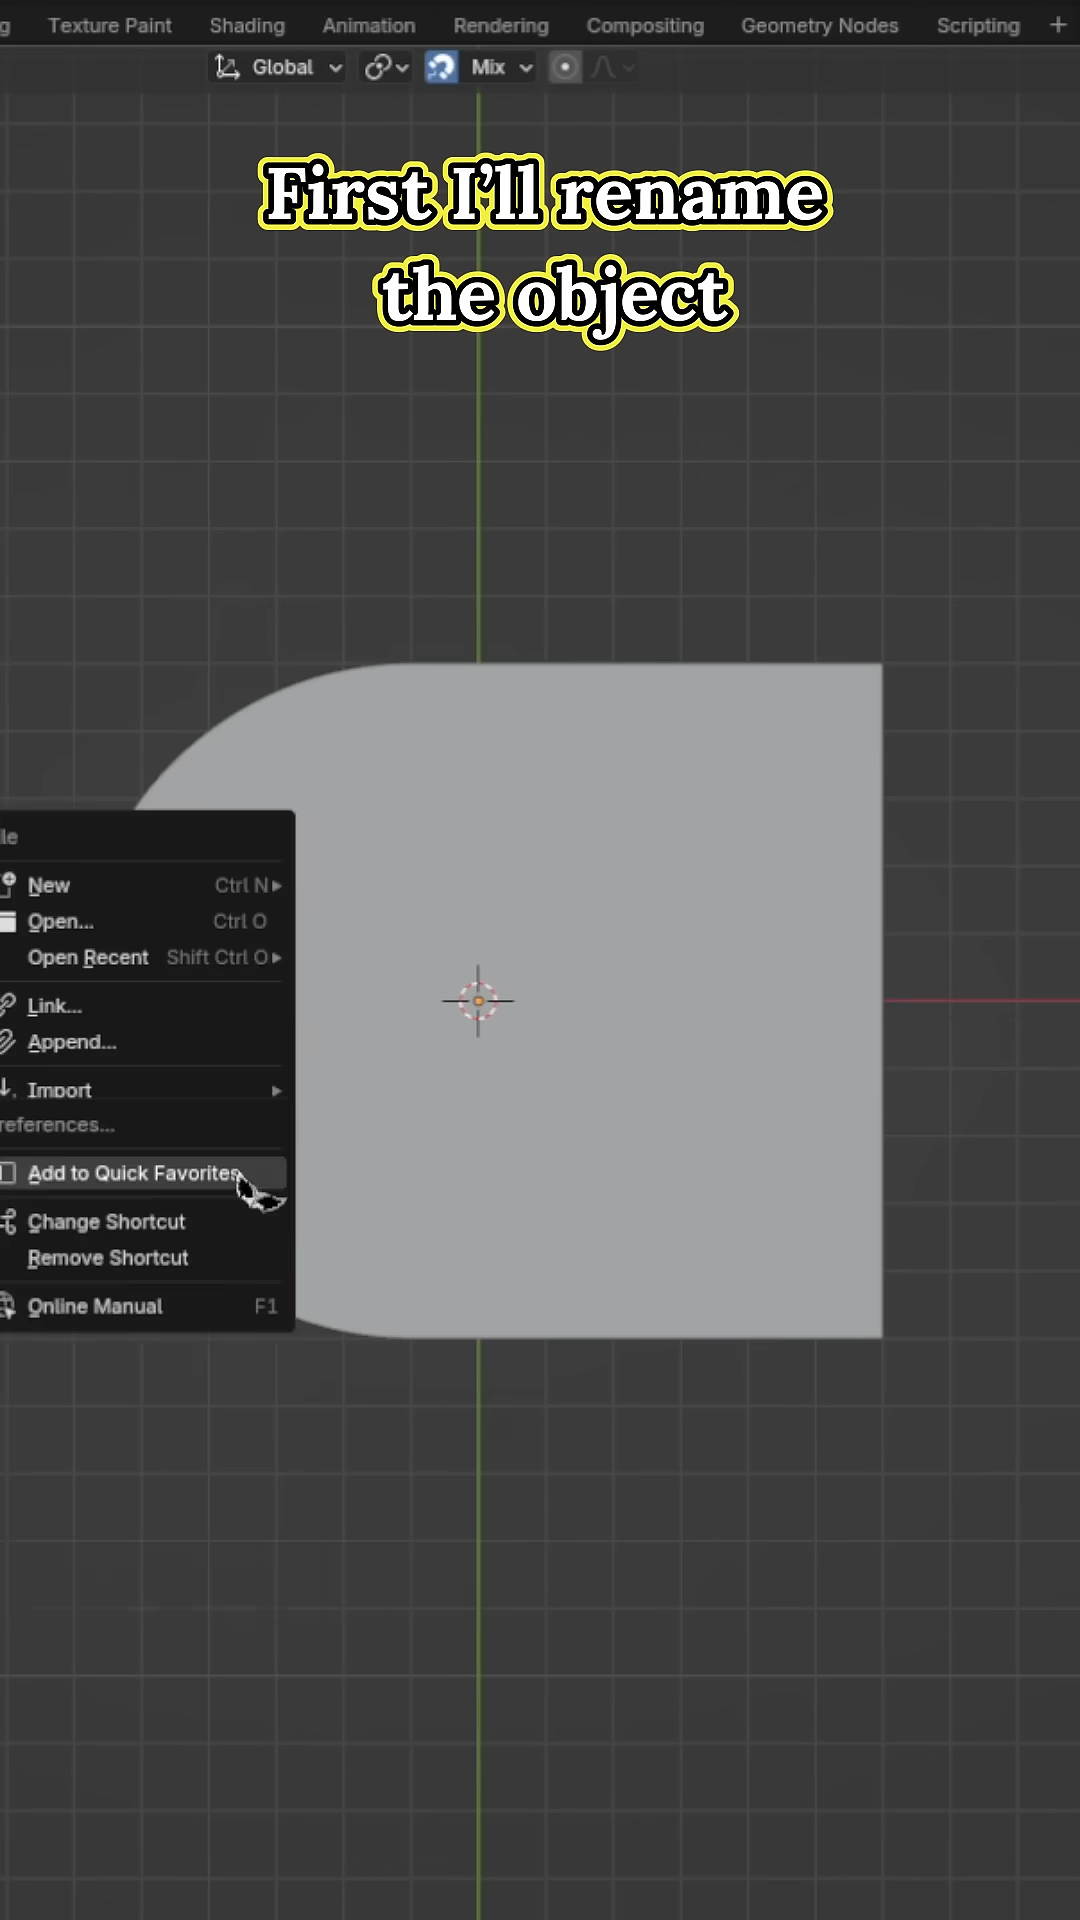 g Texture Paint Shading Animation Rendering Compositing Geometry Nodes Scripting +
Global Mix
First I’ll rename
the object
le
New Ctrl N
Open... Ctrl O
Open Recent Shift Ctrl O
Link...
Append...
Import
references...
Add to Quick Favorites
Change Shortcut
Remove Shortcut
Online Manual F1